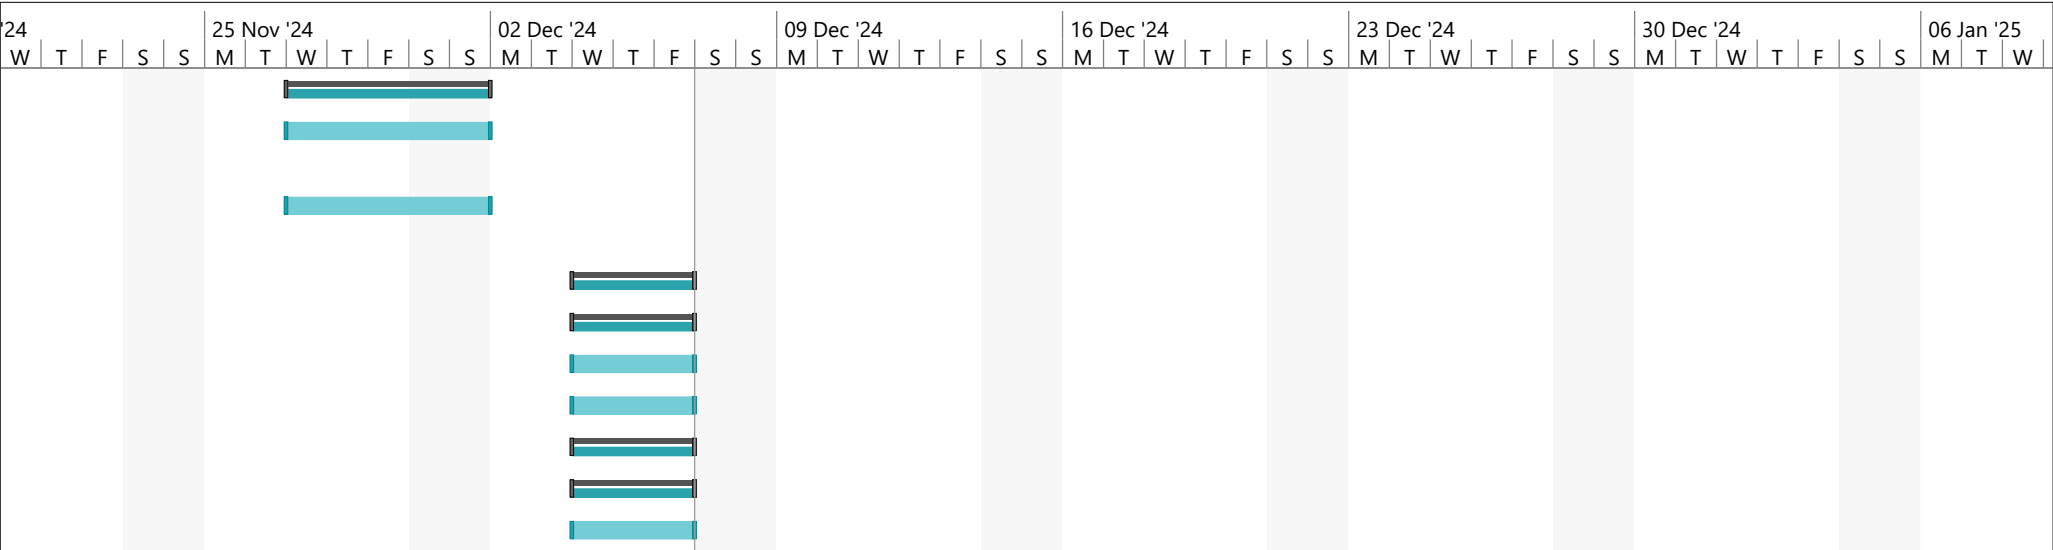 '24 25 Nov '24 02 Dec '24 09 Dec '24 16 Dec '24 23 Dec '24 30 Dec '24 06 Jan '25
W T F S S M T W T F S S M T W T F S S M T W T F S S M T W T F S S M T W T F S S M T W T F S S M T W